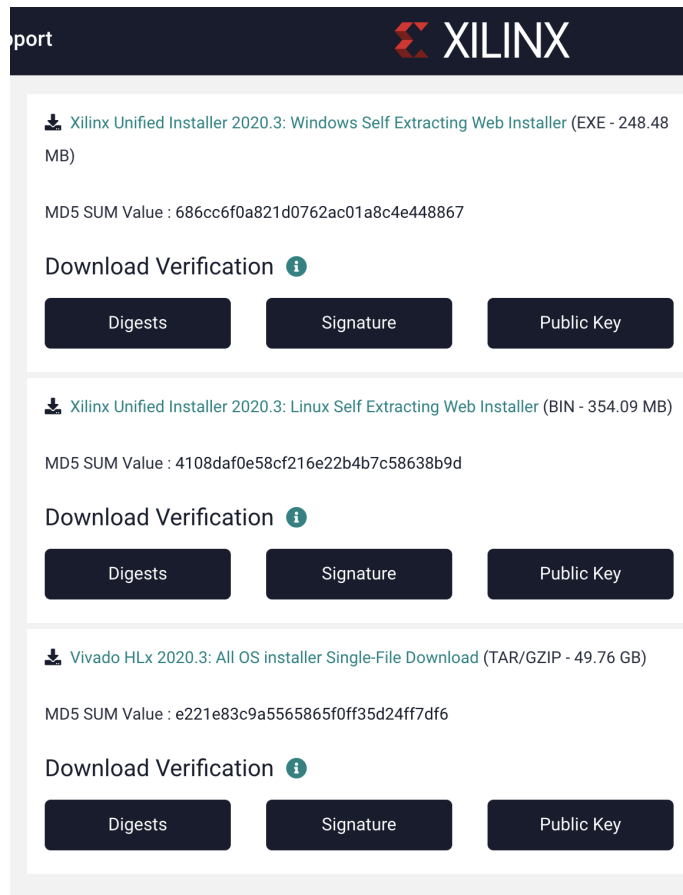 pport
XILINX
Xilinx Unified Installer 2020.3: Windows Self Extracting Web Installer (EXE - 248.48
MB)
MD5 SUM Value : 686cc6f0a821d0762ac01a8c4e448867
Download Verification
Digests
Signature
Public Key
Xilinx Unified Installer 2020.3: Linux Self Extracting Web Installer (BIN - 354.09 MB)
MD5 SUM Value : 4108daf0e58cf216e22b4b7c58638b9d
Download Verification
Digests
Signature
Public Key
Vivado HLx 2020.3: All OS installer Single-File Download (TAR/GZIP - 49.76 GB)
MD5 SUM Value : e221e83c9a5565865f0ff35d24ff7df6
Download Verification
Digests
Signature
Public Key